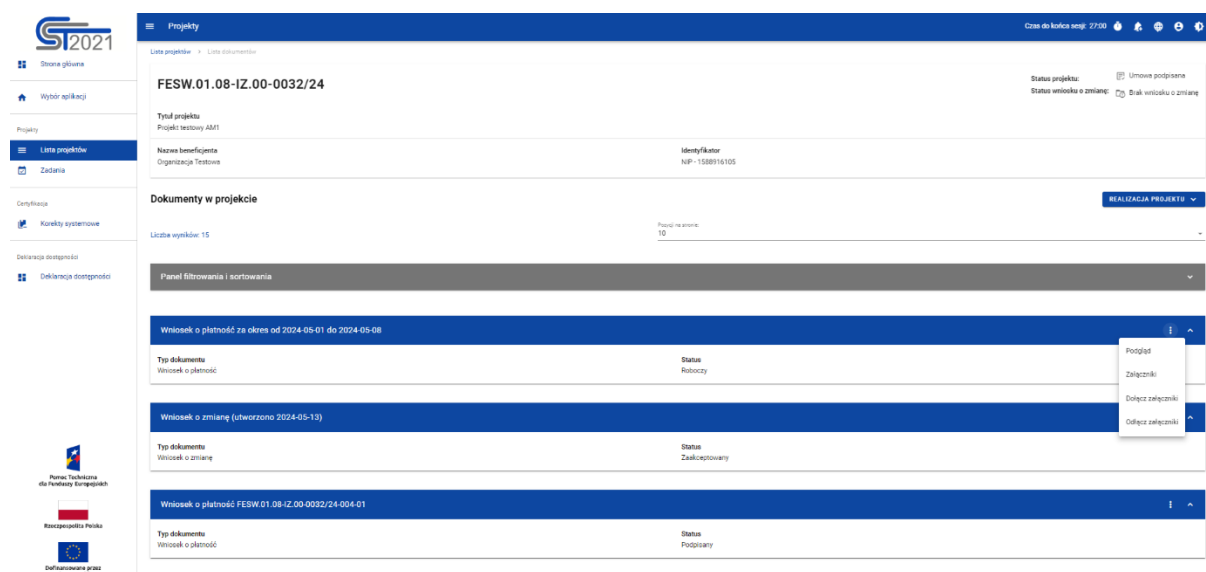 ST2021
Strona główna
Wybór aplikacji
Projekty
Lista projektów
Zadania
Certyfikacja
Korekty systemowe
Deklaracja dostępności
Deklaracja dostępności
Pomoc Techniczna
dla Funduszy Europejskich
Rzeczpospolita Polska
Dofinansowane przez
Projekty
Czas do końca sesji: 27:00
Lista projektów > Lista dokumentów
FESW.01.08-IZ.00-0032/24
Status projektu: Umowa podpisana
Status wniosku o zmianę: Brak wniosku o zmianę
Tytuł projektu
Projekt testowy AM1
Nazwa beneficjenta Identyfikator
Organizacja Testowa NIP - 1588916105
Dokumenty w projekcie
REALIZACJA PROJEKTU
Liczba wyników: 15
Pozycji na stronie:
10
Panel filtrowania i sortowania
Wniosek o płatność za okres od 2024-05-01 do 2024-05-08
Typ dokumentu Status
Wniosek o płatność Roboczy
Podgląd
Załączniki
Dołącz załączniki
Odłącz załączniki
Wniosek o zmianę (utworzono 2024-05-13)
Typ dokumentu Status
Wniosek o zmianę Zaakceptowany
Wniosek o płatność FESW.01.08-IZ.00-0032/24-004-01
Typ dokumentu Status
Wniosek o płatność Podpisany